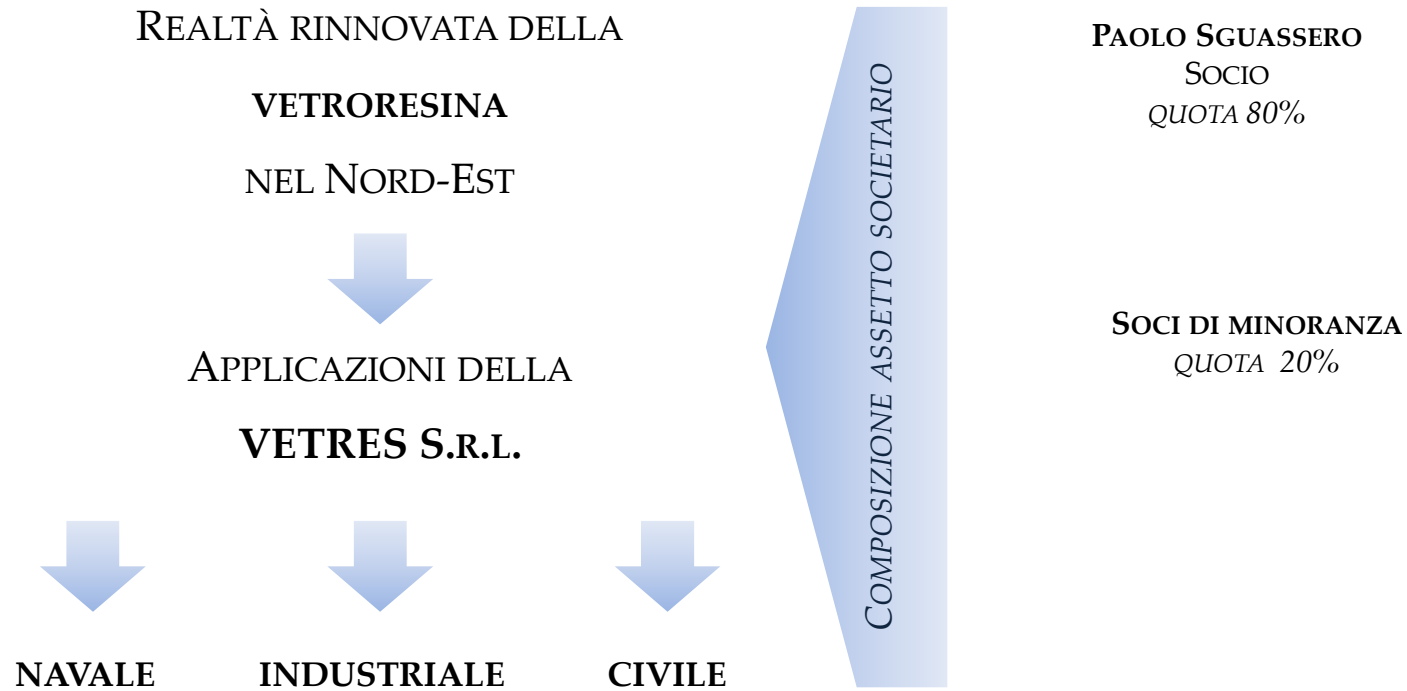 Realtà rinnovata della
vetroresina
nel Nord-Est
Applicazioni della
VETRES S.r.l.
navale
industriale
civile
Composizione assetto societario
Paolo Sguassero
Socio
quota 80%
Soci di minoranza
quota 20%